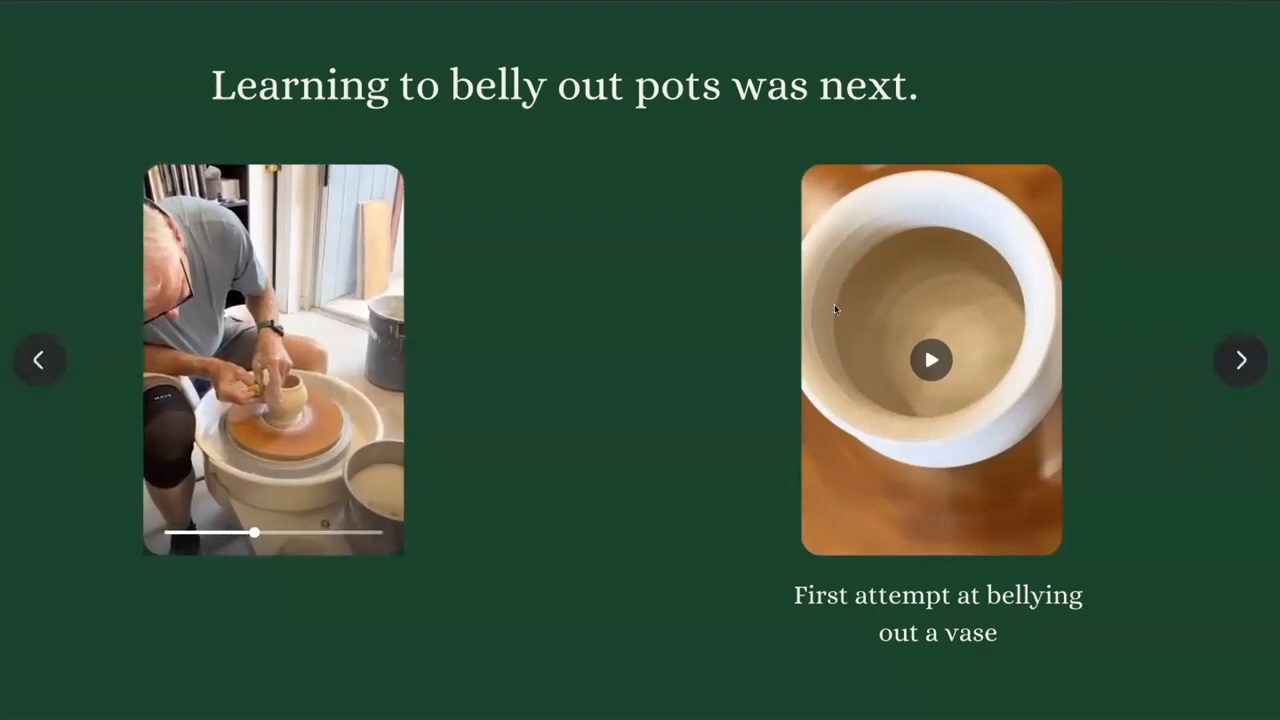 Learning to belly out pots was next.
First attempt at bellying
out a vase